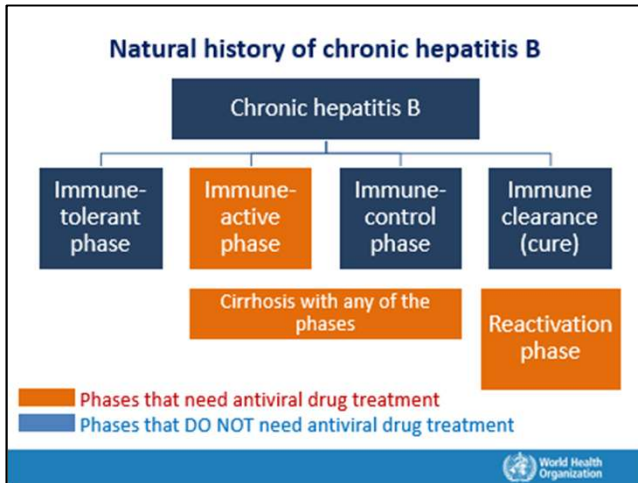 Natural history of chronic hepatitis B
Chronic hepatitis B
Immune-
tolerant
phase
Immune-
active
phase
Immune-
control
phase
Immune
clearance
(cure)
Cirrhosis with any of the
phases
Reactivation
phase
Phases that need antiviral drug treatment
Phases that DO NOT need antiviral drug treatment
World Health
Organization